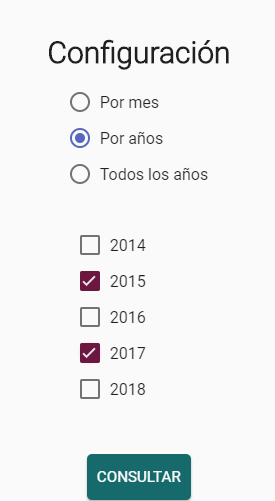 Configuración
Por mes
Por años
Todos los años
2014
2015
2016
2017
2018
CONSULTAR